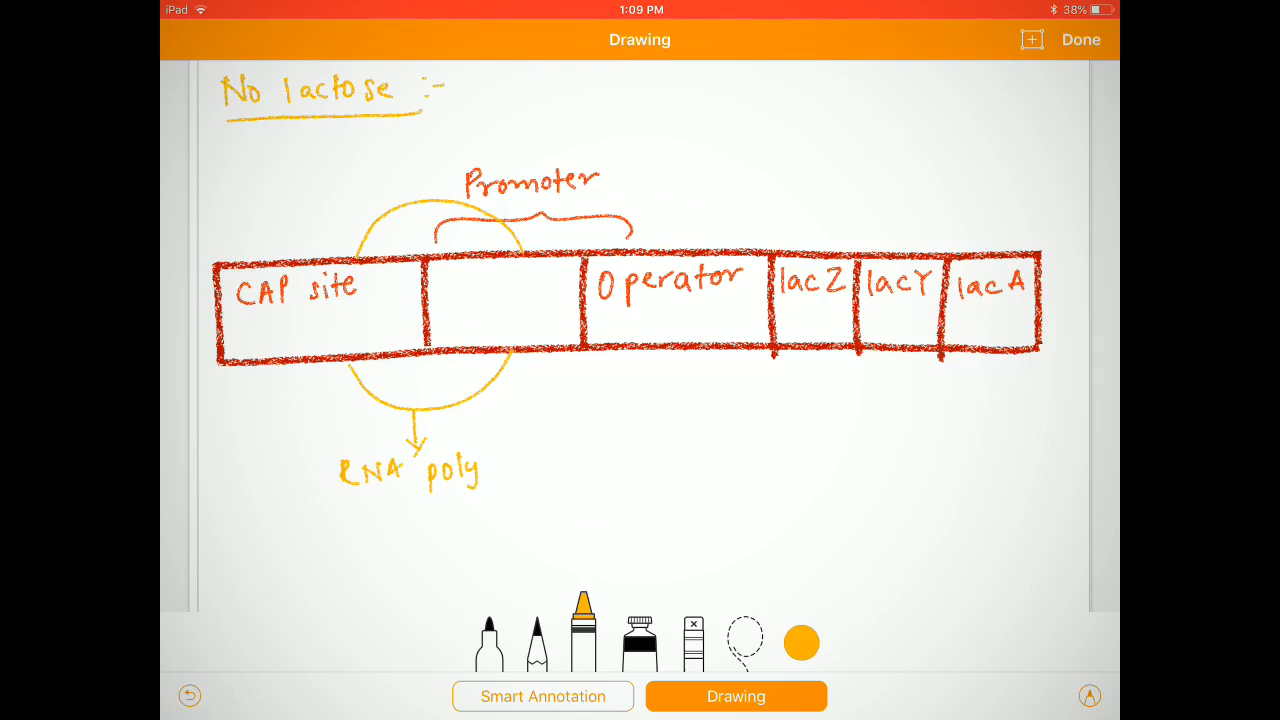 iPad 1:09 PM 38%
Drawing Done
No lactose :-
Promoter
CAP site Operator lacZ lacY lacA
RNA poly
Smart Annotation Drawing